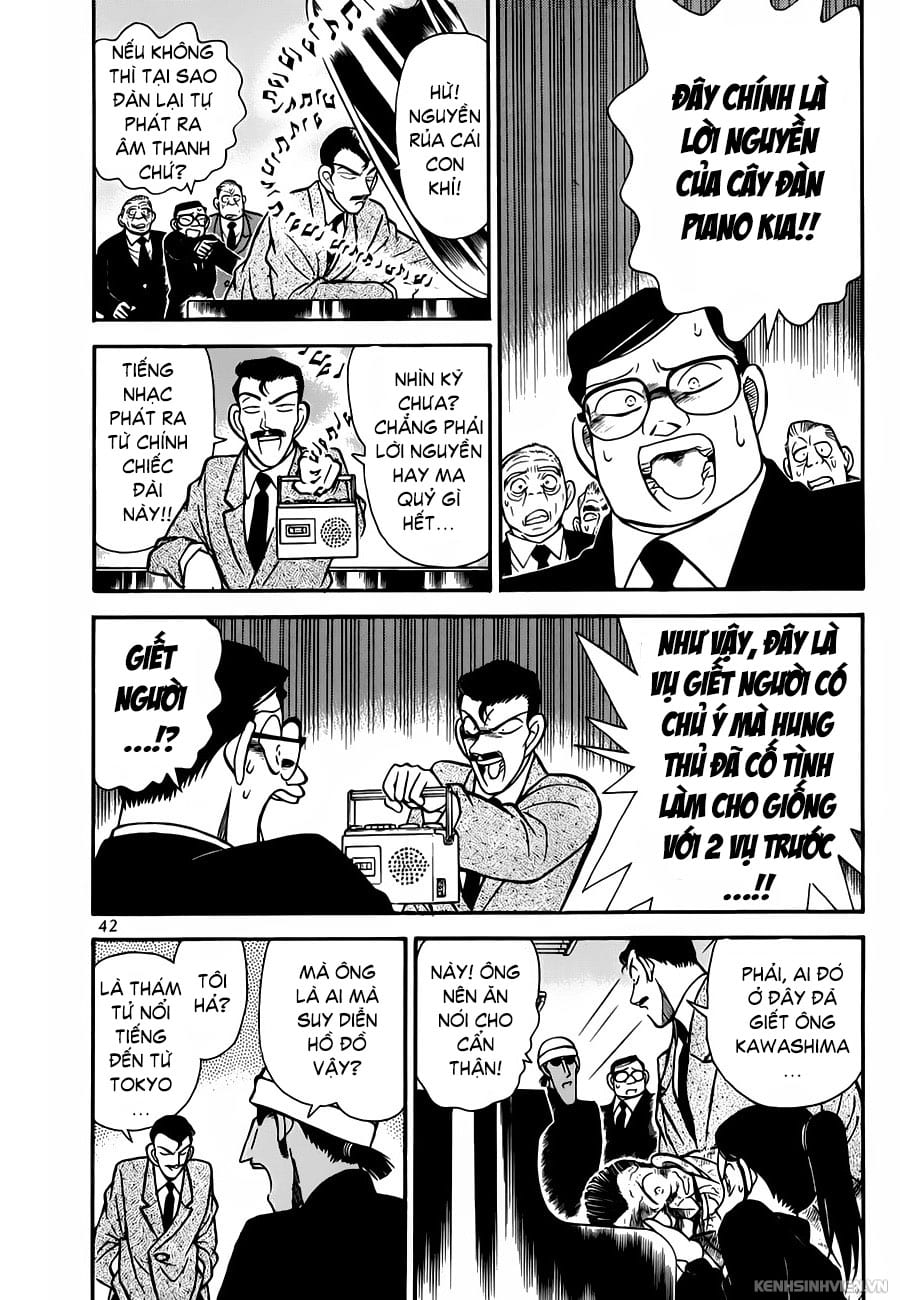 ĐÂY CHÍNH LÀ
LỜI NGUYỀN
CỦA CÂY ĐÀN
PIANO KIA!!
HỪ!
NGUYỀN
RỦA CÁI
CON
KHỈ!
NẾU KHÔNG
THÌ TẠI SAO
ĐÀN LẠI TỰ
PHÁT RA
ÂM THANH
CHỨ?
NHÌN KỸ
CHƯA?
CHẲNG PHẢI
LỜI NGUYỀN
HAY MA
QUỶ GÌ
HẾT...
TIẾNG
NHẠC
PHÁT RA
TỪ CHÍNH
CHIẾC
ĐÀI
NÀY!!
NHƯ VẬY, ĐÂY LÀ
VỤ GIẾT NGƯỜI CÓ
CHỦ Ý MÀ HUNG
THỦ ĐÃ CỐ TÌNH
LÀM CHO GIỐNG
VỚI 2 VỤ TRƯỚC
...!!
GIẾT
NGƯỜI
...!?
42
PHẢI, AI ĐÓ
Ở ĐÂY ĐÃ
GIẾT ÔNG
KAWASHIMA
...
NÀY! ÔNG
NÊN ĂN
NÓI CHO
CẨN
THẬN!
MÀ ÔNG
LÀ AI MÀ
SUY DIỄN
HỒ ĐỒ
VẬY?
TÔI
HẢ?
LÀ THÁM
TỬ NỔI
TIẾNG
ĐẾN TỪ
TOKYO
...
KENHSINHVIEN.VN